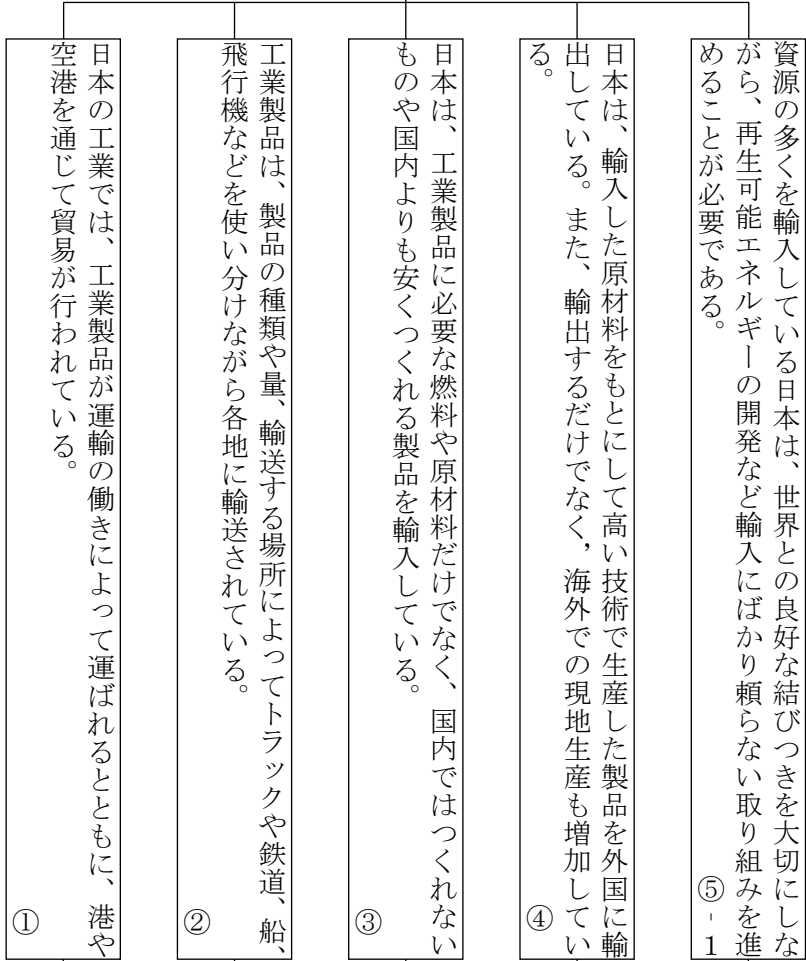 資源の多くを輸入している日本は、世界との良好な結びつきを大切にしな
がら、再生可能エネルギーの開発など輸入にばかり頼らない取り組みを進
めることが必要である。
⑤-1
日本は、輸入した原材料をもとにして高い技術で生産した製品を外国に輸
出している。また、輸出するだけでなく，海外での現地生産も増加してい
る。
④
日本は、工業製品に必要な燃料や原材料だけでなく、国内ではつくれない
ものや国内よりも安くつくれる製品を輸入している。
③
工業製品は、製品の種類や量、輸送する場所によってトラックや鉄道、船、
飛行機などを使い分けながら各地に輸送されている。
②
日本の工業では、工業製品が運輸の働きによって運ばれるとともに、港や
空港を通じて貿易が行われている。
①